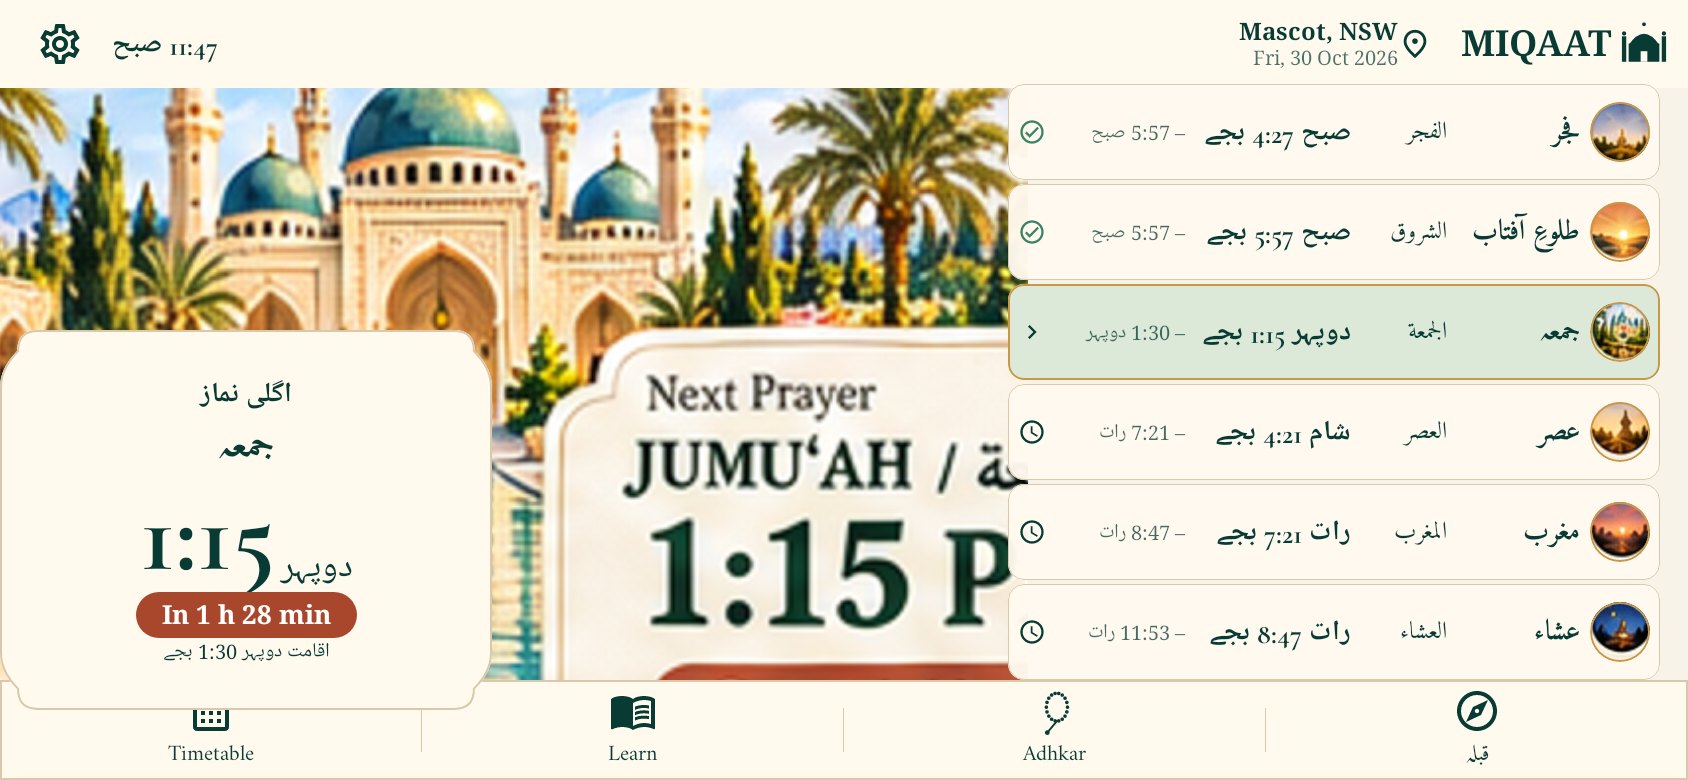 MIQAAT
Mascot, NSW
Fri, 30 Oct 2026
11:47 صبح
فجر الفجر صبح 4:27 بجے – 5:57 صبح
طلوع آفتاب الشروق صبح 5:57 بجے – 5:57 صبح
جمعہ الجمعة دوپہر 1:15 بجے – 1:30 دوپہر
عصر العصر شام 4:21 بجے – 7:21 رات
مغرب المغرب رات 7:21 بجے – 8:47 رات
عشاء العشاء رات 8:47 بجے – 11:53 رات
Next Prayer
JUMU‘AH /
1:15 P
اگلی نماز
جمعہ
1:15 دوپہر
In 1 h 28 min
اقامت دوپہر 1:30 بجے
Timetable
Learn
Adhkar
قبلہ